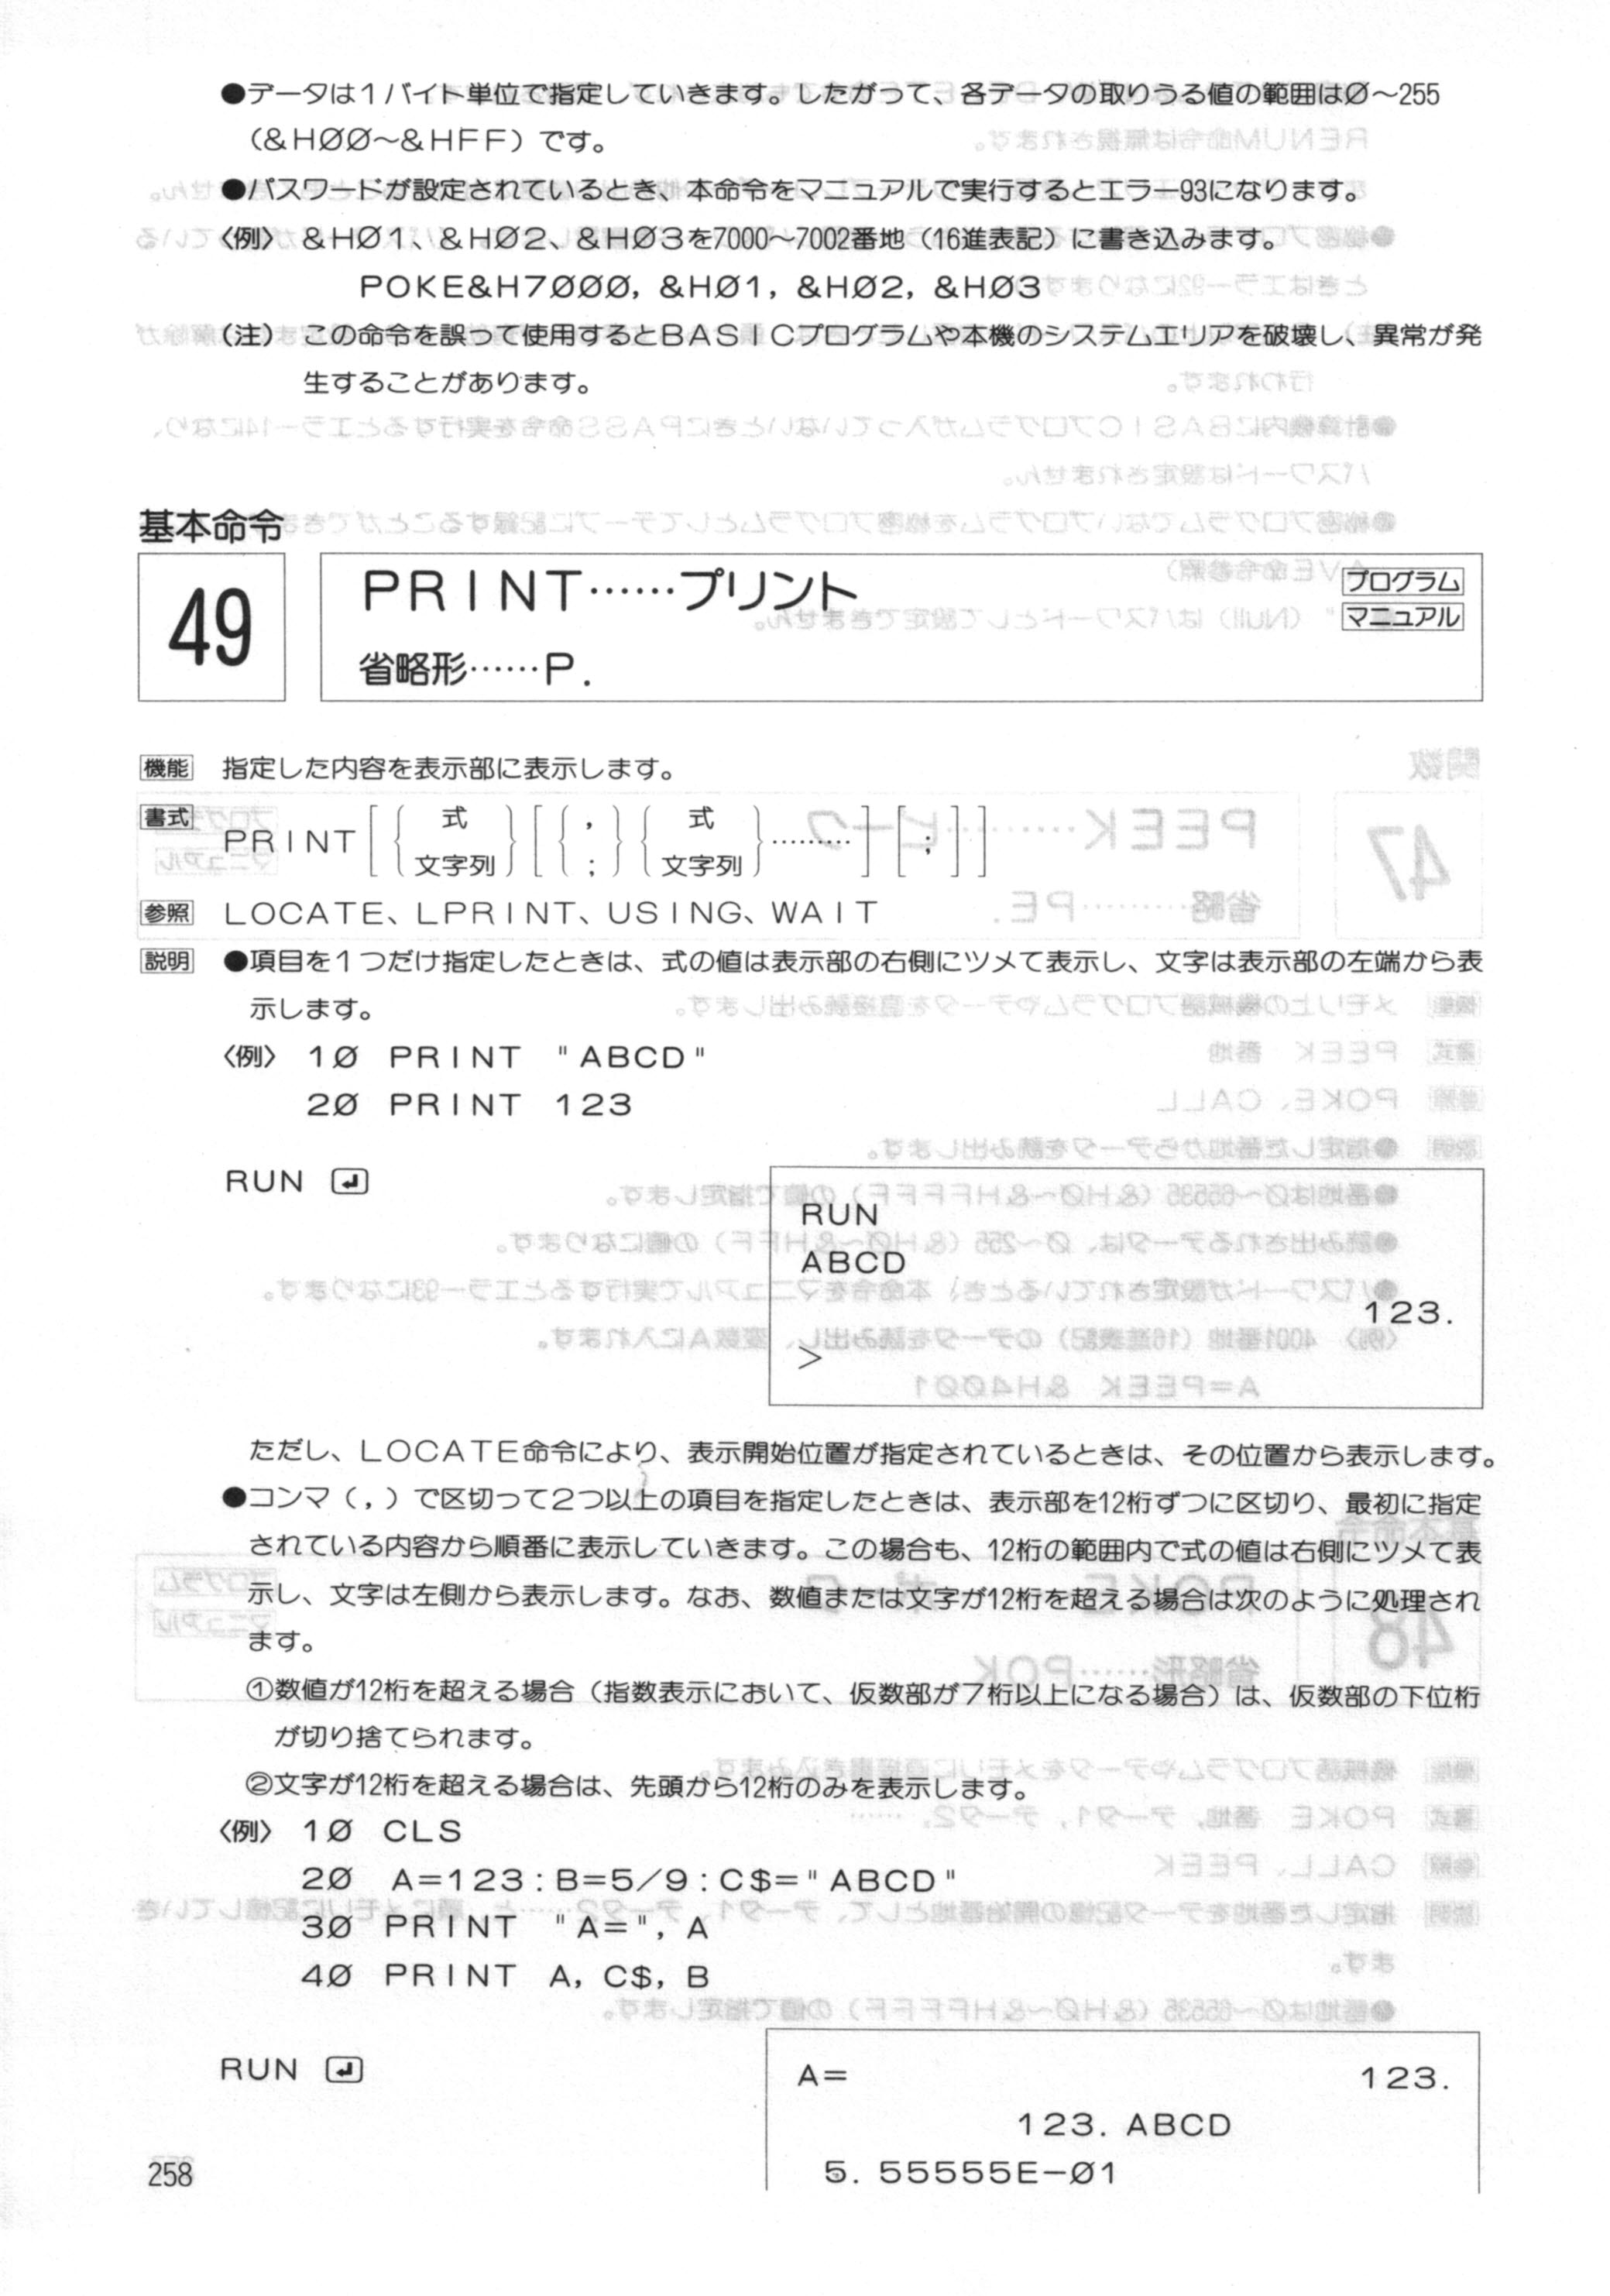 ●データは1バイト単位で指定していきます。したがって、各データの取りうる値の範囲はØ～255
(&HØØ～&HFF)です。
●パスワードが設定されているとき、本命令をマニュアルで実行するとエラー93になります。
〈例〉 &HØ1、&HØ2、&HØ3を7000～7002番地(16進表記)に書き込みます。
POKE&H7ØØØ, &HØ1, &HØ2, &HØ3
(注) この命令を誤って使用するとBASICプログラムや本機のシステムエリアを破壊し、異常が発
生することがあります。
基本命令
49
PRINT……プリント
プログラム
マニュアル
省略形……P.
機能 指定した内容を表示部に表示します。
書式 PRINT[{式 文字列}[{, ;}{式 文字列}………][;]]
参照 LOCATE、LPRINT、USING、WAIT
説明 ●項目を1つだけ指定したときは、式の値は表示部の右側にツメて表示し、文字は表示部の左端から表
示します。
〈例〉 1Ø PRINT "ABCD"
2Ø PRINT 123
RUN ↵
RUN
ABCD
123.
>
ただし、LOCATE命令により、表示開始位置が指定されているときは、その位置から表示します。
●コンマ(,)で区切って2つ以上の項目を指定したときは、表示部を12桁ずつに区切り、最初に指定
されている内容から順番に表示していきます。この場合も、12桁の範囲内で式の値は右側にツメて表
示し、文字は左側から表示します。なお、数値または文字が12桁を超える場合は次のように処理され
ます。
①数値が12桁を超える場合(指数表示において、仮数部が7桁以上になる場合)は、仮数部の下位桁
が切り捨てられます。
②文字が12桁を超える場合は、先頭から12桁のみを表示します。
〈例〉 1Ø CLS
2Ø A=123:B=5/9:C$="ABCD"
3Ø PRINT "A=", A
4Ø PRINT A, C$, B
RUN ↵
A= 123.
123. ABCD
5. 55555E-Ø1
258